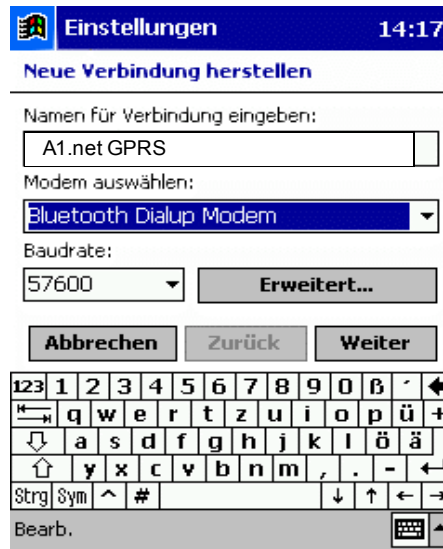 Einstellungen 14:17
Neue Verbindung herstellen
Namen für Verbindung eingeben:
A1.net GPRS
Modem auswählen:
Bluetooth Dialup Modem
Baudrate:
57600 Erweitert...
Abbrechen Zurück Weiter
123 1 2 3 4 5 6 7 8 9 0 ß ´
q w e r t z u i o p ü +
a s d f g h j k l ö ä
y x c v b n m , . -
Strg Sym ^ # ↓ ↑ ← →
Bearb.